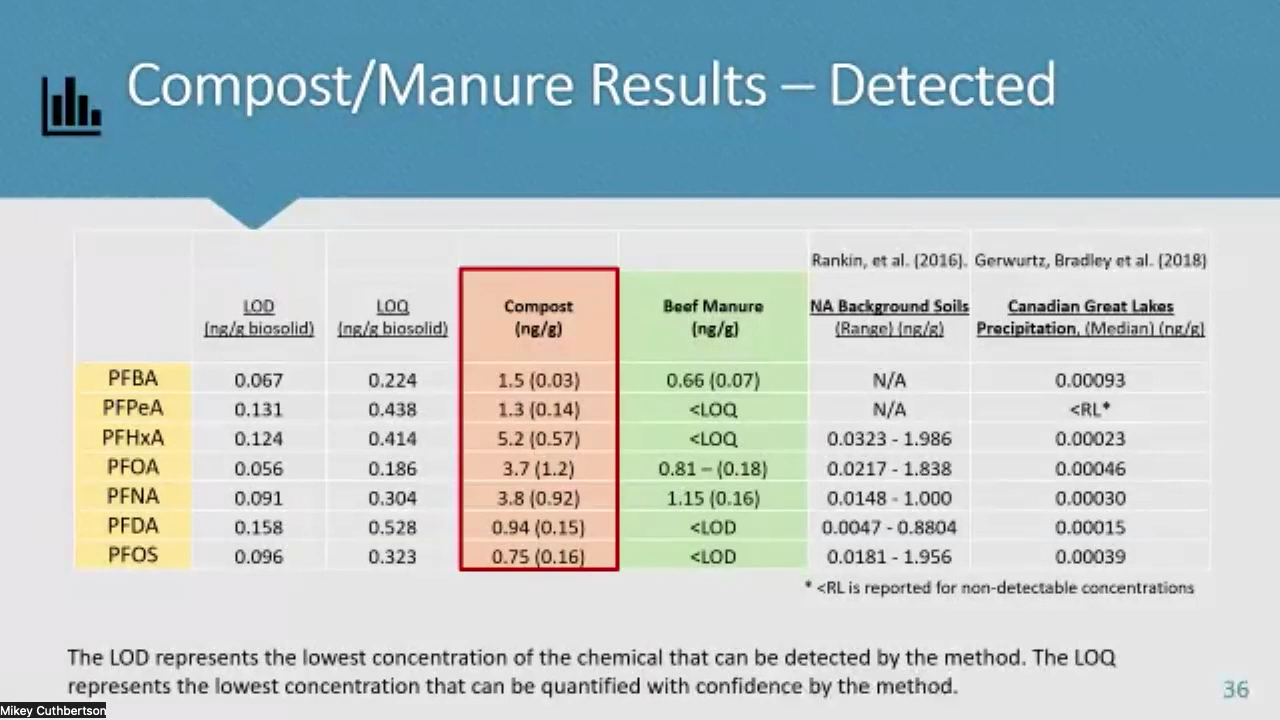 Compost/Manure Results – Detected
Rankin, et al. (2016). Gerwurtz, Bradley et al. (2018)
LOD LOQ Compost Beef Manure NA Background Soils Canadian Great Lakes
(ng/g biosolid) (ng/g biosolid) (ng/g) (ng/g) (Range) (ng/g) Precipitation, (Median) (ng/g)
PFBA 0.067 0.224 1.5 (0.03) 0.66 (0.07) N/A 0.00093
PFPeA 0.131 0.438 1.3 (0.14) <LOQ N/A <RL*
PFHxA 0.124 0.414 5.2 (0.57) <LOQ 0.0323 - 1.986 0.00023
PFOA 0.056 0.186 3.7 (1.2) 0.81 – (0.18) 0.0217 - 1.838 0.00046
PFNA 0.091 0.304 3.8 (0.92) 1.15 (0.16) 0.0148 - 1.000 0.00030
PFDA 0.158 0.528 0.94 (0.15) <LOD 0.0047 - 0.8804 0.00015
PFOS 0.096 0.323 0.75 (0.16) <LOD 0.0181 - 1.956 0.00039
* <RL is reported for non-detectable concentrations
The LOD represents the lowest concentration of the chemical that can be detected by the method. The LOQ
represents the lowest concentration that can be quantified with confidence by the method.
36
Mikey Cuthbertson